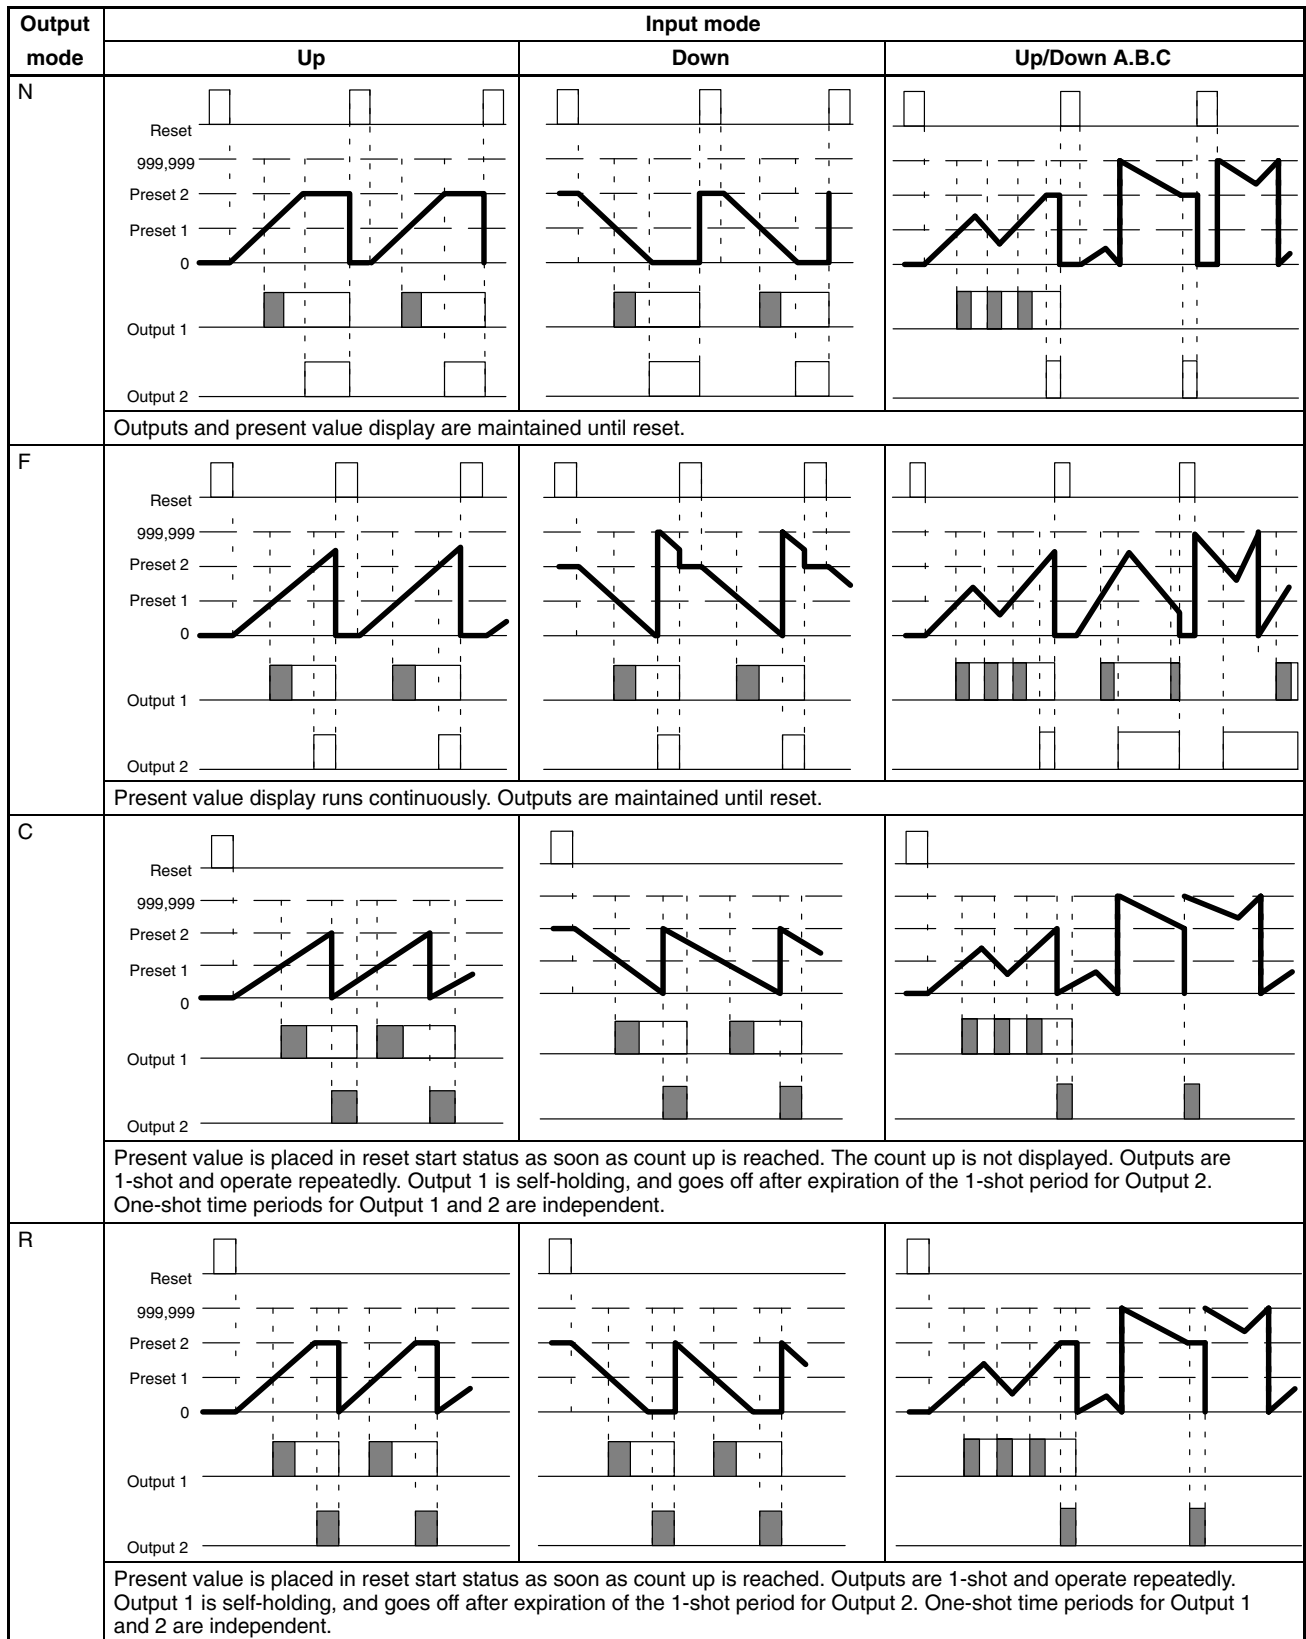 Output mode
Input mode
Up
Down
Up/Down A.B.C
N
Reset
999,999
Preset 2
Preset 1
0
Output 1
Output 2
Outputs and present value display are maintained until reset.
F
Reset
999,999
Preset 2
Preset 1
0
Output 1
Output 2
Present value display runs continuously. Outputs are maintained until reset.
C
Reset
999,999
Preset 2
Preset 1
0
Output 1
Output 2
Present value is placed in reset start status as soon as count up is reached. The count up is not displayed. Outputs are
1-shot and operate repeatedly. Output 1 is self-holding, and goes off after expiration of the 1-shot period for Output 2.
One-shot time periods for Output 1 and 2 are independent.
R
Reset
999,999
Preset 2
Preset 1
0
Output 1
Output 2
Present value is placed in reset start status as soon as count up is reached. Outputs are 1-shot and operate repeatedly.
Output 1 is self-holding, and goes off after expiration of the 1-shot period for Output 2. One-shot time periods for Output 1
and 2 are independent.